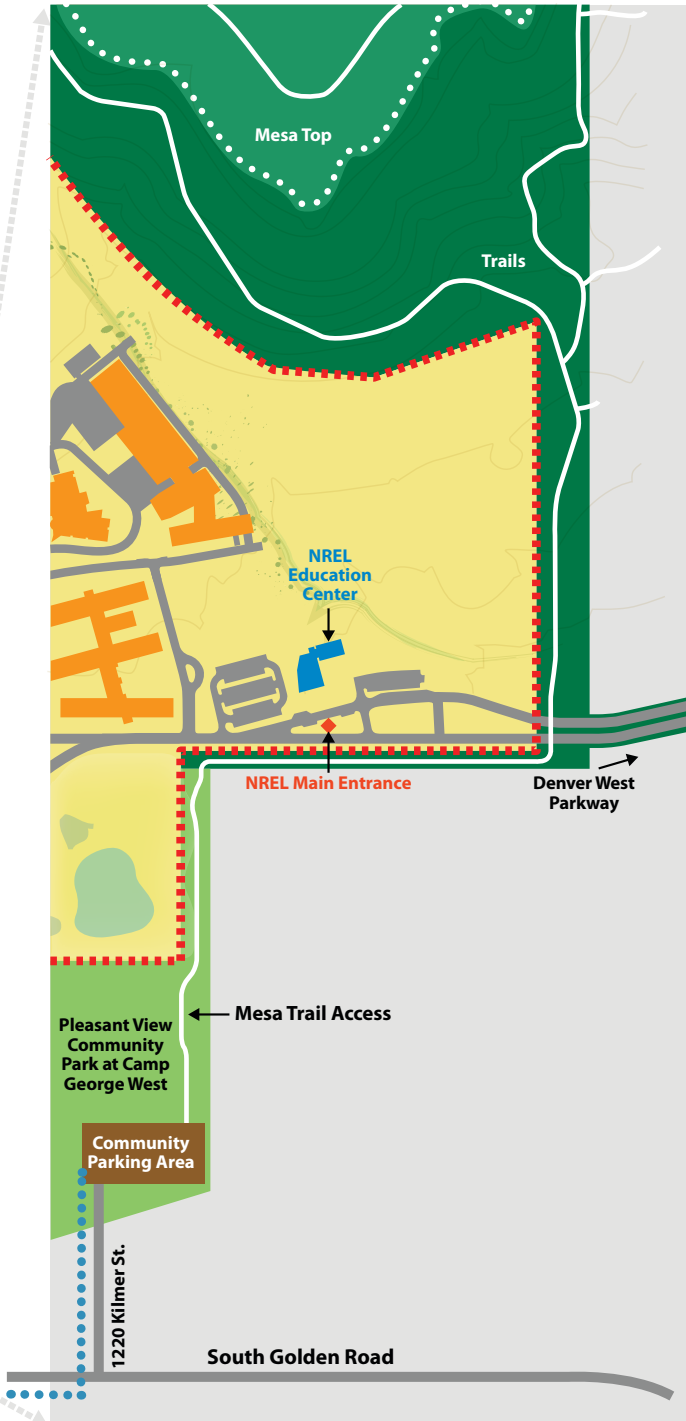 Mesa Top
Trails
NREL
Education
Center
NREL Main Entrance
Denver West
Parkway
Mesa Trail Access
Pleasant View
Community
Park at Camp
George West
Community
Parking Area
1220 Kilmer St.
South Golden Road